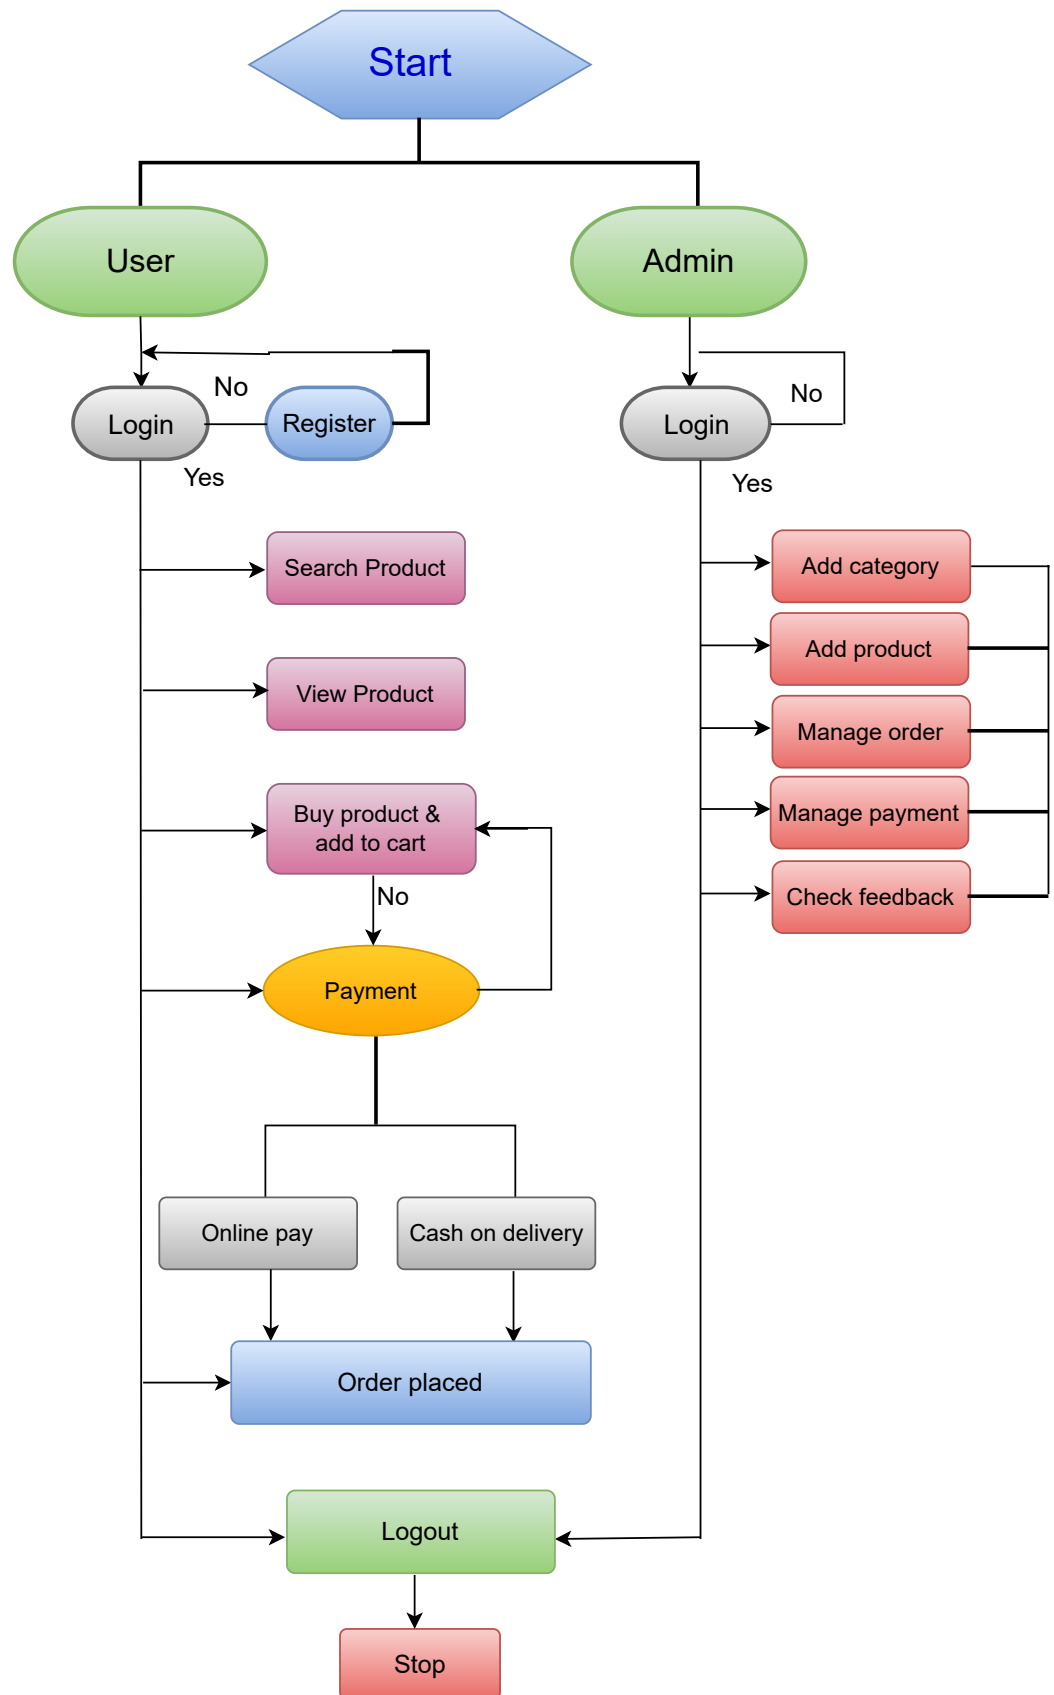 Start
User
Admin
No
No
Login
Register
Login
Yes
Yes
Search Product
Add category
Add product
View Product
Manage order
Buy product &
add to cart
Manage payment
No
Check feedback
Payment
Online pay
Cash on delivery
Order placed
Logout
Stop